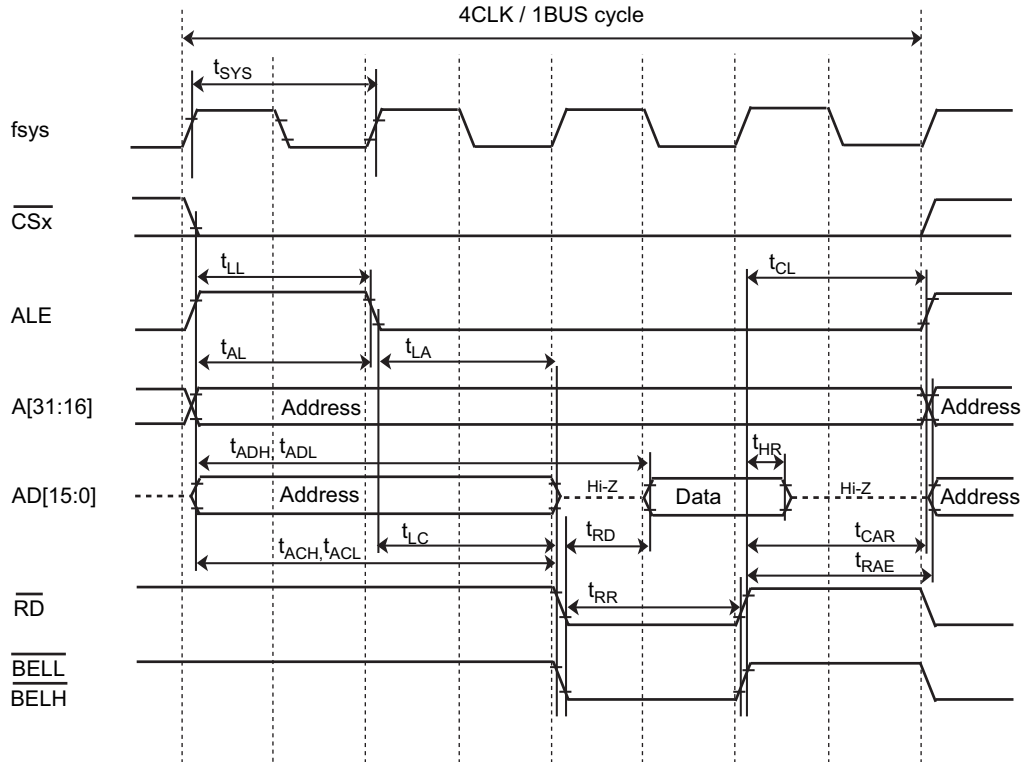 4CLK / 1BUS cycle
tSYS
fsys
CSx
tLL
tCL
ALE
tAL
tLA
A[31:16]
Address
Address
tADH, tADL
tHR
AD[15:0]
Address
Hi-Z
Data
Hi-Z
Address
tLC
tRD
tCAR
tACH,tACL
tRAE
RD
tRR
BELL
BELH